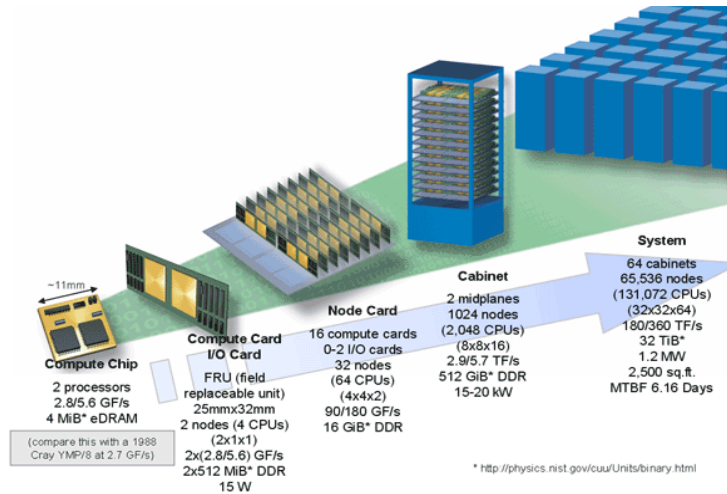 ~11mm
Compute Chip
2 processors
2.8/5.6 GF/s
4 MiB* eDRAM
(compare this with a 1988
Cray YMP/8 at 2.7 GF/s)
Compute Card
I/O Card
FRU (field
replaceable unit)
25mmx32mm
2 nodes (4 CPUs)
(2x1x1)
2x(2.8/5.6) GF/s
2x512 MiB* DDR
15 W
Node Card
16 compute cards
0-2 I/O cards
32 nodes
(64 CPUs)
(4x4x2)
90/180 GF/s
16 GiB* DDR
Cabinet
2 midplanes
1024 nodes
(2,048 CPUs)
(8x8x16)
2.9/5.7 TF/s
512 GiB* DDR
15-20 kW
System
64 cabinets
65,536 nodes
(131,072 CPUs)
(32x32x64)
180/360 TF/s
32 TiB*
1.2 MW
2,500 sq.ft.
MTBF 6.16 Days
* http://physics.nist.gov/cuu/Units/binary.html